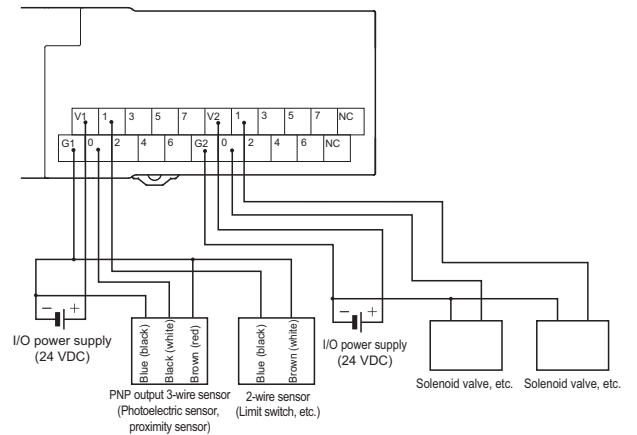 V1 1 3 5 7 V2 1 3 5 7 NC
G1 0 2 4 6 G2 0 2 4 6 NC
− +
I/O power supply
(24 VDC)
Blue (black)
Black (white)
Brown (red)
PNP output 3-wire sensor
(Photoelectric sensor,
proximity sensor)
Blue (black)
Brown (white)
2-wire sensor
(Limit switch, etc.)
− +
I/O power supply
(24 VDC)
Solenoid valve, etc.
Solenoid valve, etc.